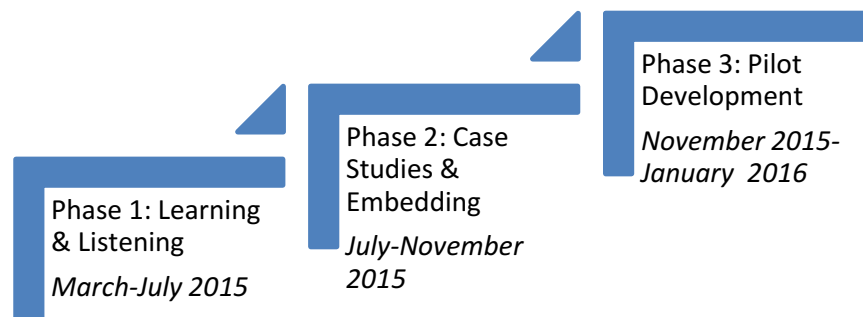 Phase 1: Learning
& Listening
March-July 2015
Phase 2: Case
Studies &
Embedding
July-November
2015
Phase 3: Pilot
Development
November 2015-
January 2016